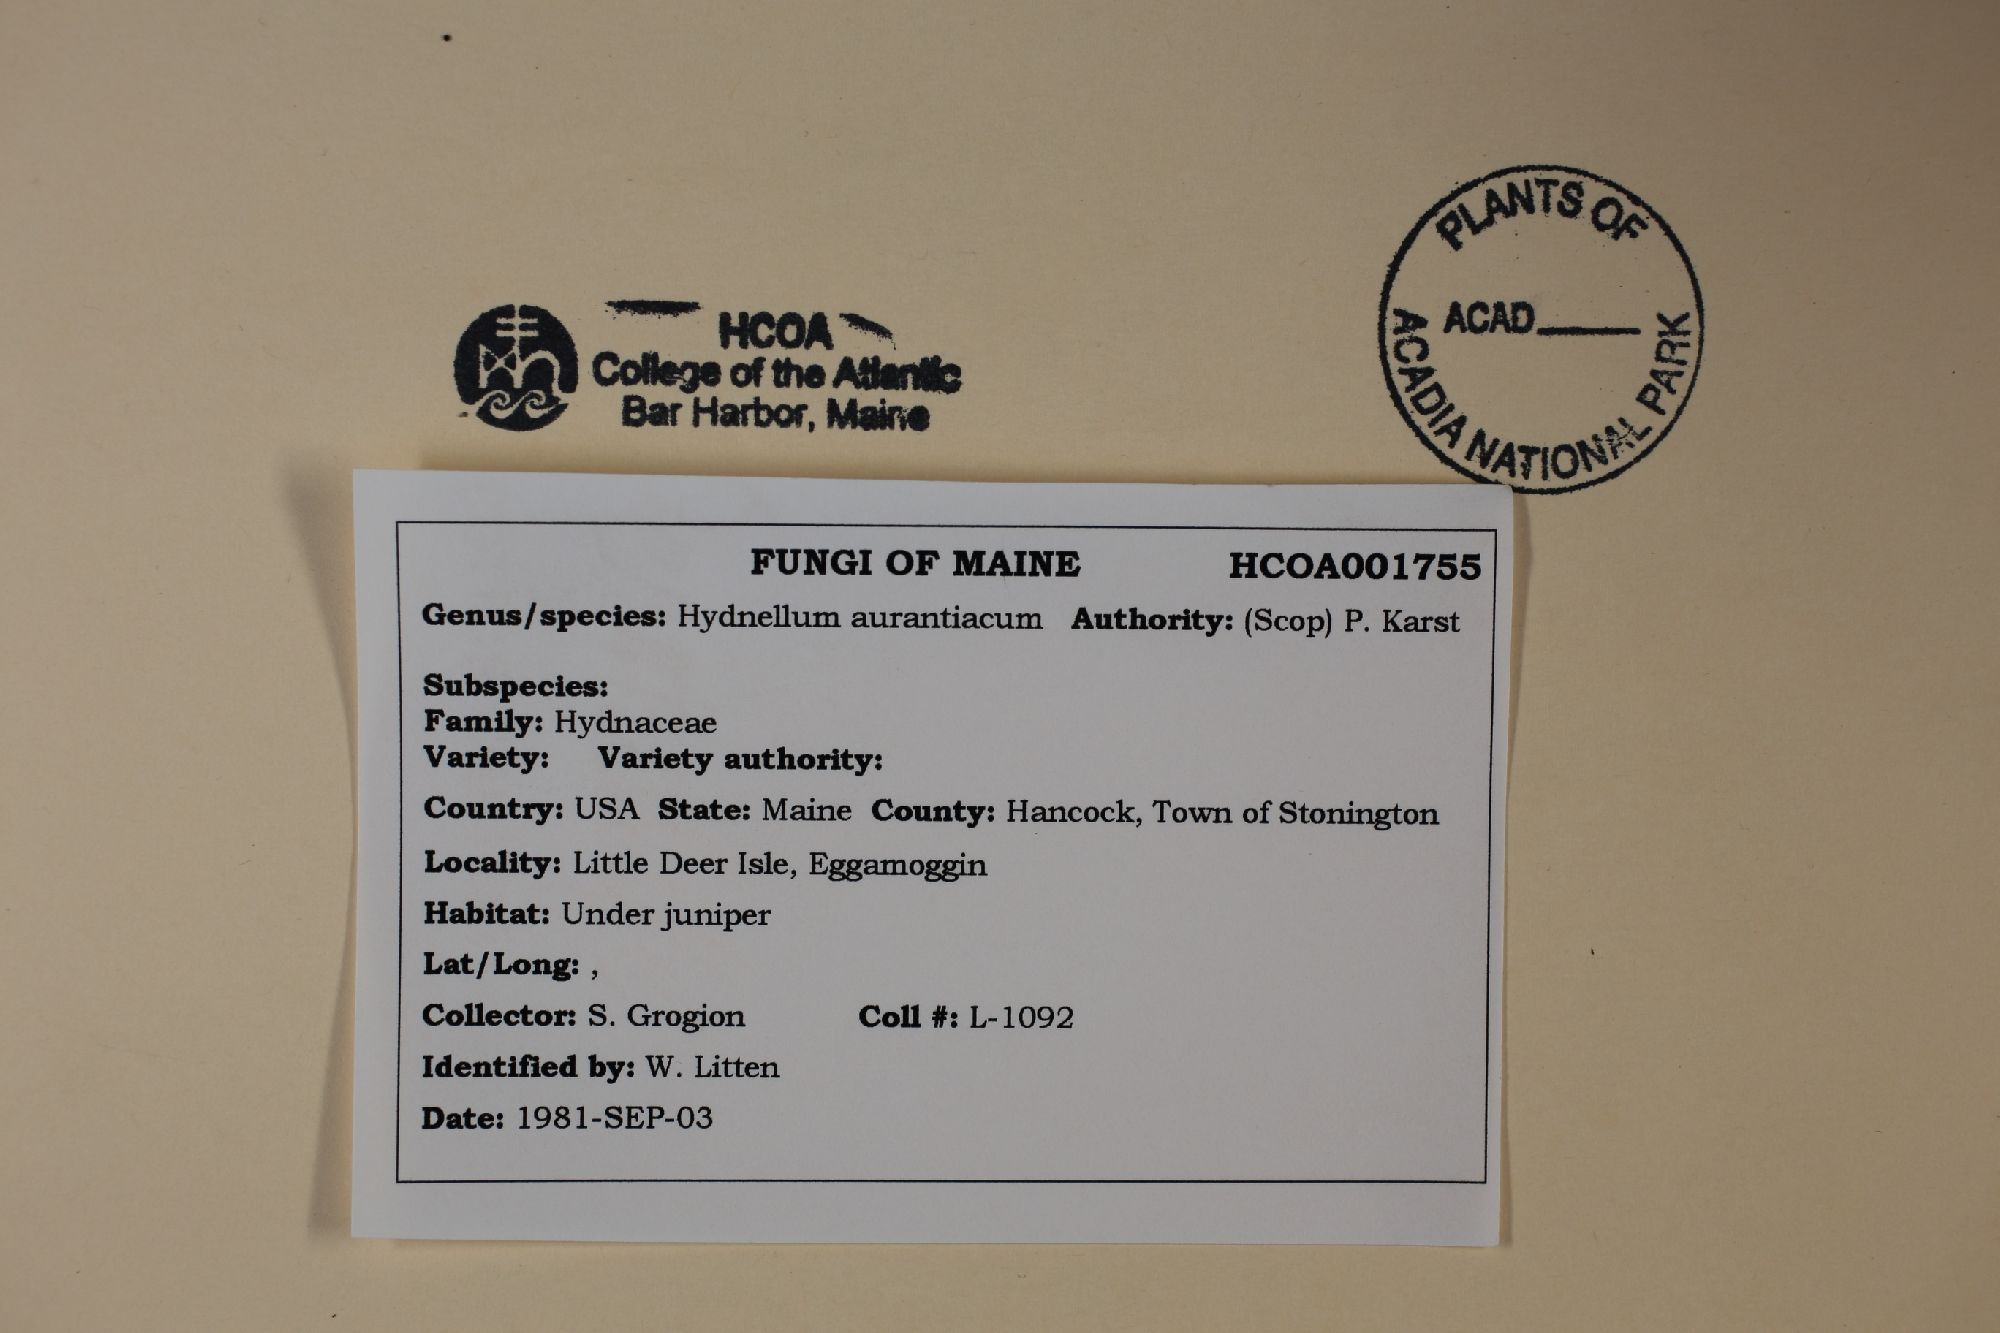 HCOA
College of the Atlantic
Bar Harbor, Maine
PLANTS OF
ACAD______
ACADIA NATIONAL PARK
FUNGI OF MAINE HCOA001755
Genus/species: Hydnellum aurantiacum Authority: (Scop) P. Karst
Subspecies:
Family: Hydnaceae
Variety: Variety authority:
Country: USA State: Maine County: Hancock, Town of Stonington
Locality: Little Deer Isle, Eggamoggin
Habitat: Under juniper
Lat/Long: ,
Collector: S. Grogion Coll #: L-1092
Identified by: W. Litten
Date: 1981-SEP-03